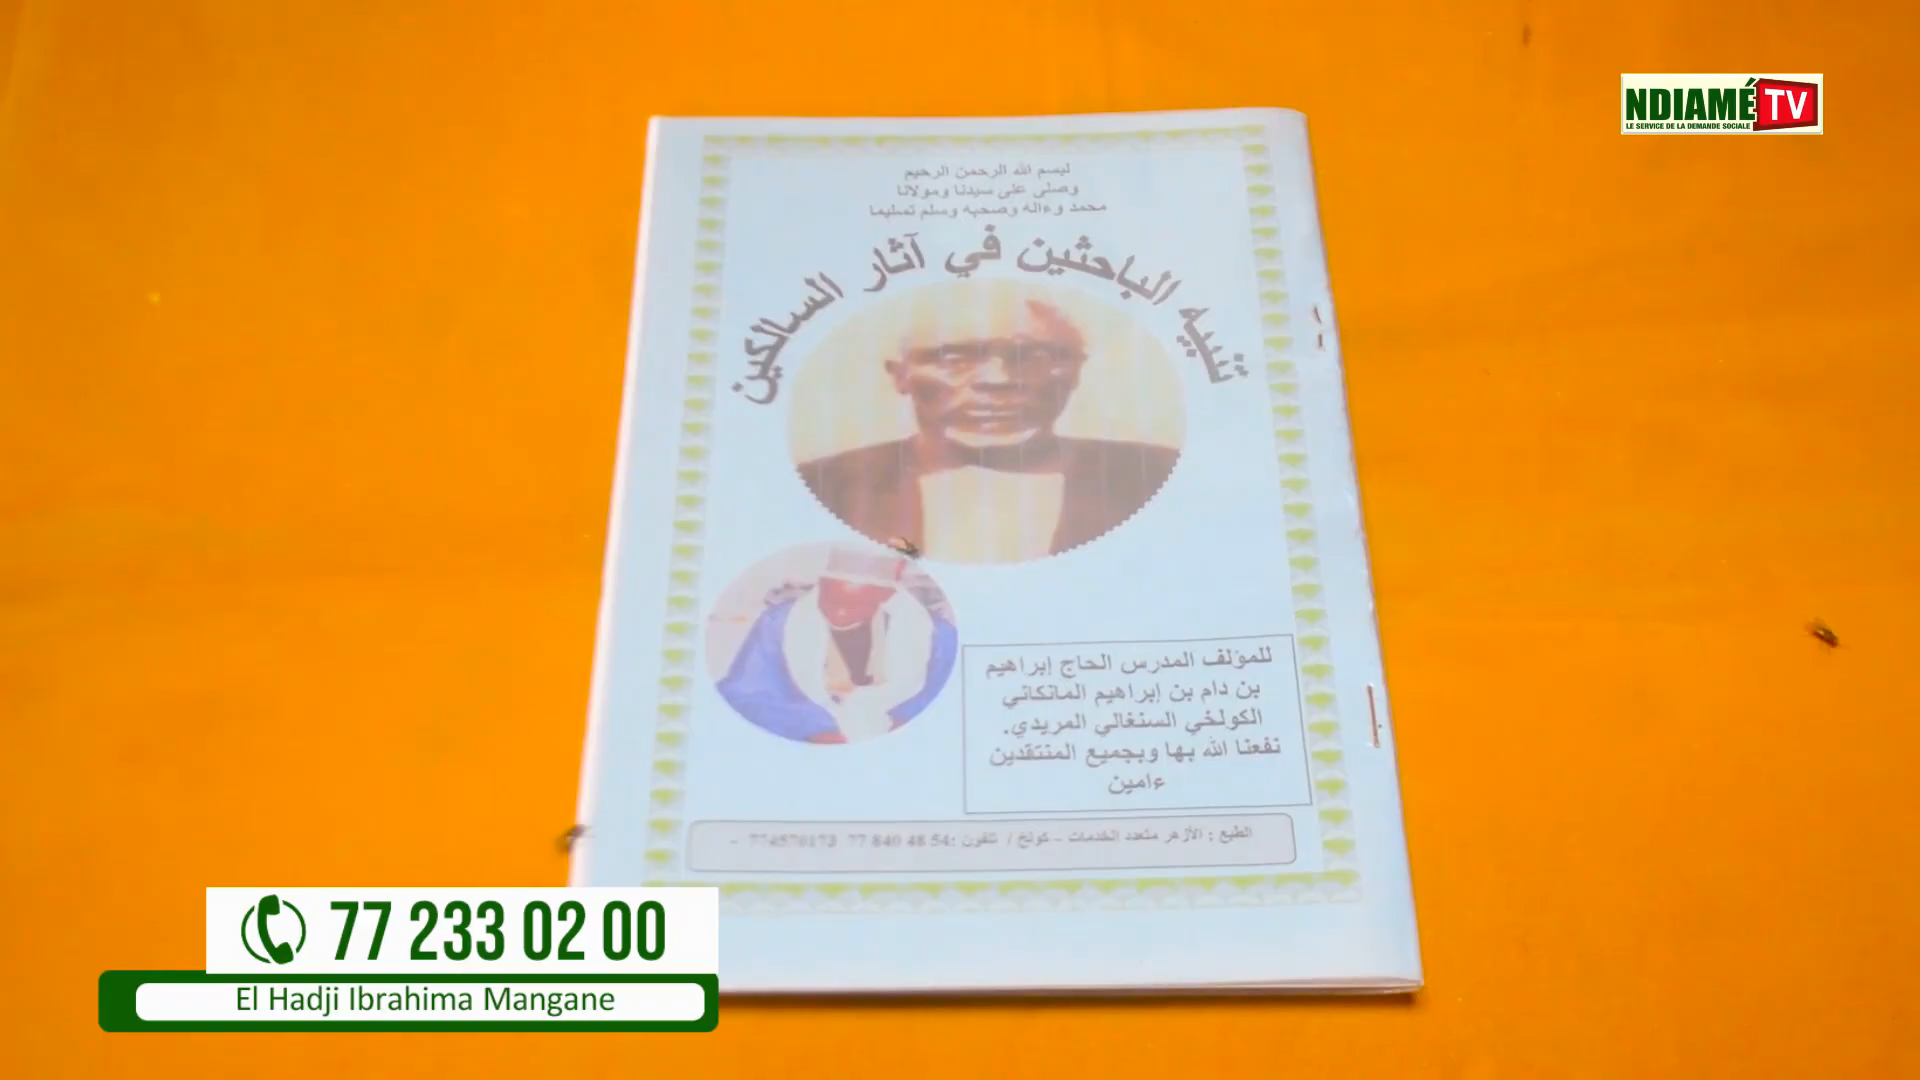 NDIAMÉ TV
LE SERVICE DE LA DEMANDE SOCIALE
لبسم الله الرحمن الرحيم
وصلى على سيدنا ومولانا
محمد وءاله وصحبه وسلم تسليما
تنبيه الباحثين في آثار السالكين
للمؤلف المدرس الحاج إبراهيم
بن دام بن إبراهيم المانكاني
الكولخي السنغالي المريدي.
نفعنا الله بها وبجميع المنتقدين
ءامين
الطبع : الأزهر متعدد الخدمات - كولخ / تلفون :54 48 840 77 774570173 -
77 233 02 00
El Hadji Ibrahima Mangane